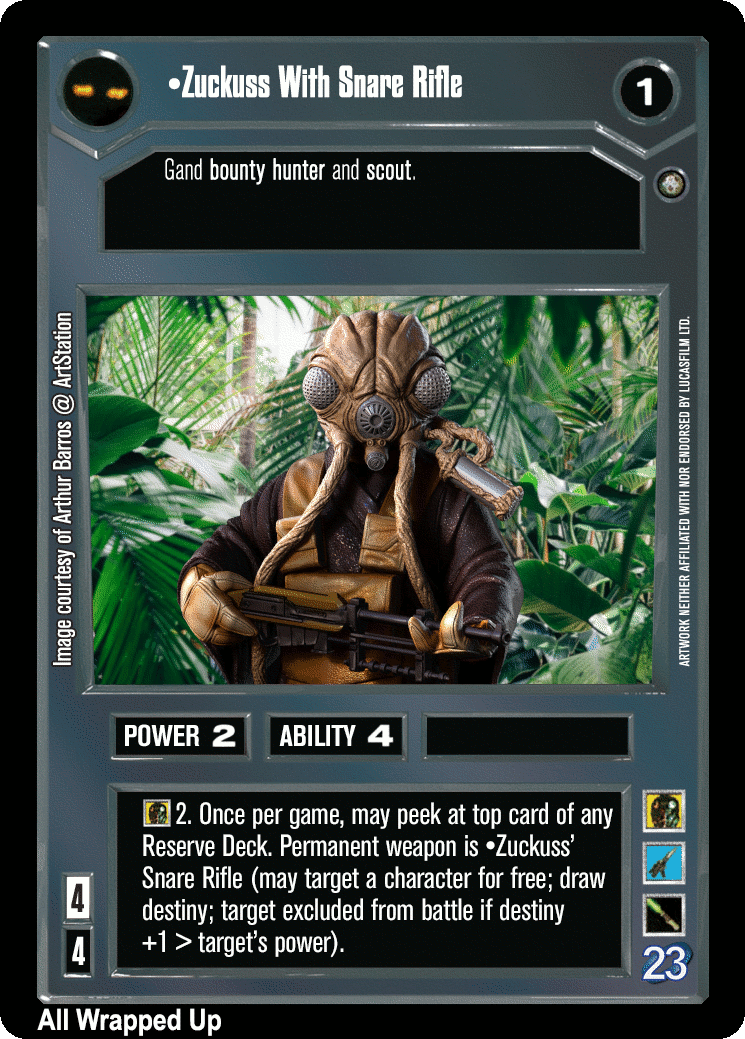 •Zuckuss With Snare Rifle
1
Gand bounty hunter and scout.
Image courtesy of Arthur Barros @ ArtStation
ARTWORK NEITHER AFFILIATED WITH NOR ENDORSED BY LUCASFILM LTD.
POWER 2
ABILITY 4
2. Once per game, may peek at top card of any
Reserve Deck. Permanent weapon is •Zuckuss'
Snare Rifle (may target a character for free; draw
destiny; target excluded from battle if destiny
+1 > target's power).
4
4
23
All Wrapped Up